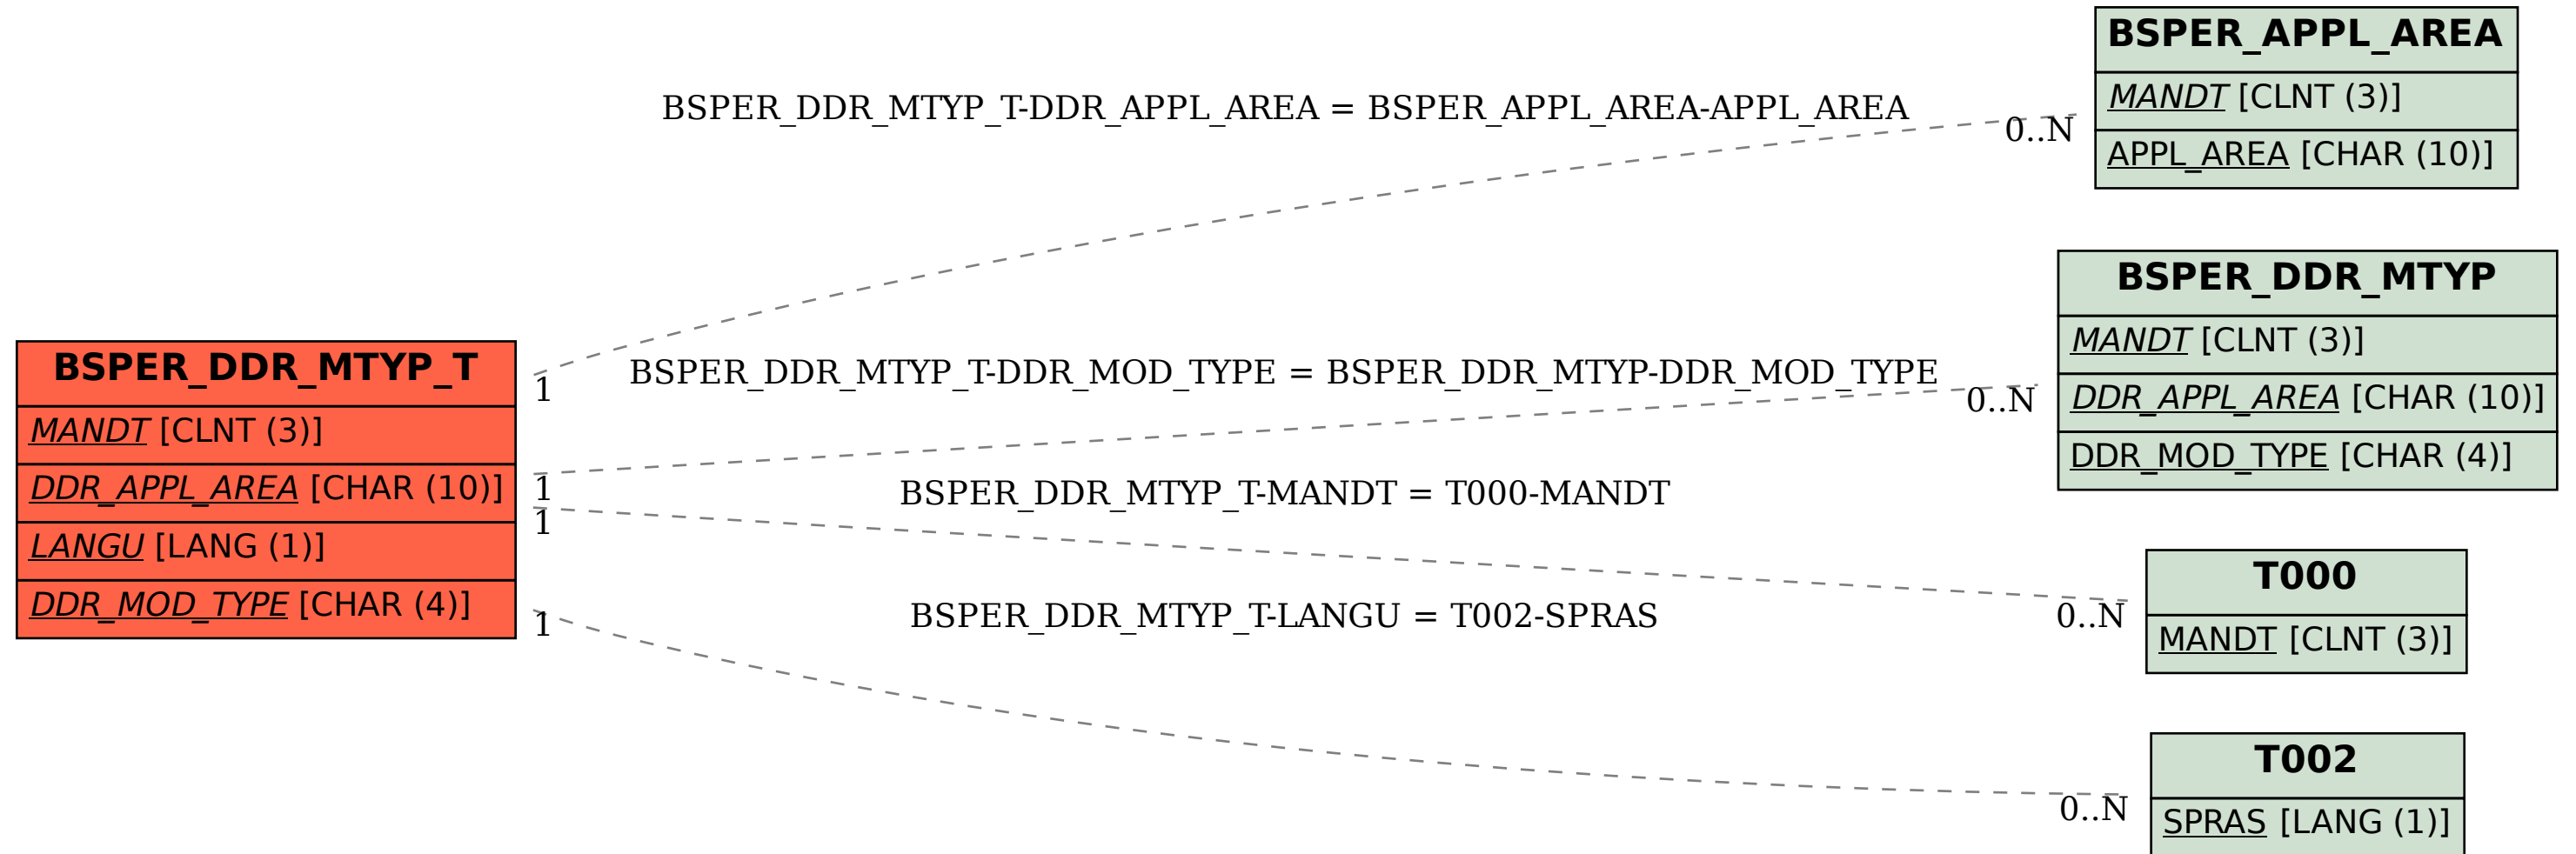 BSPER_APPL_AREA
MANDT [CLNT (3)]
APPL_AREA [CHAR (10)]
BSPER_DDR_MTYP_T-DDR_APPL_AREA = BSPER_APPL_AREA-APPL_AREA
0..N
1
BSPER_DDR_MTYP
MANDT [CLNT (3)]
DDR_APPL_AREA [CHAR (10)]
DDR_MOD_TYPE [CHAR (4)]
BSPER_DDR_MTYP_T-DDR_MOD_TYPE = BSPER_DDR_MTYP-DDR_MOD_TYPE
0..N
1
BSPER_DDR_MTYP_T
MANDT [CLNT (3)]
DDR_APPL_AREA [CHAR (10)]
LANGU [LANG (1)]
DDR_MOD_TYPE [CHAR (4)]
BSPER_DDR_MTYP_T-MANDT = T000-MANDT
1
0..N
T000
MANDT [CLNT (3)]
BSPER_DDR_MTYP_T-LANGU = T002-SPRAS
1
0..N
T002
SPRAS [LANG (1)]